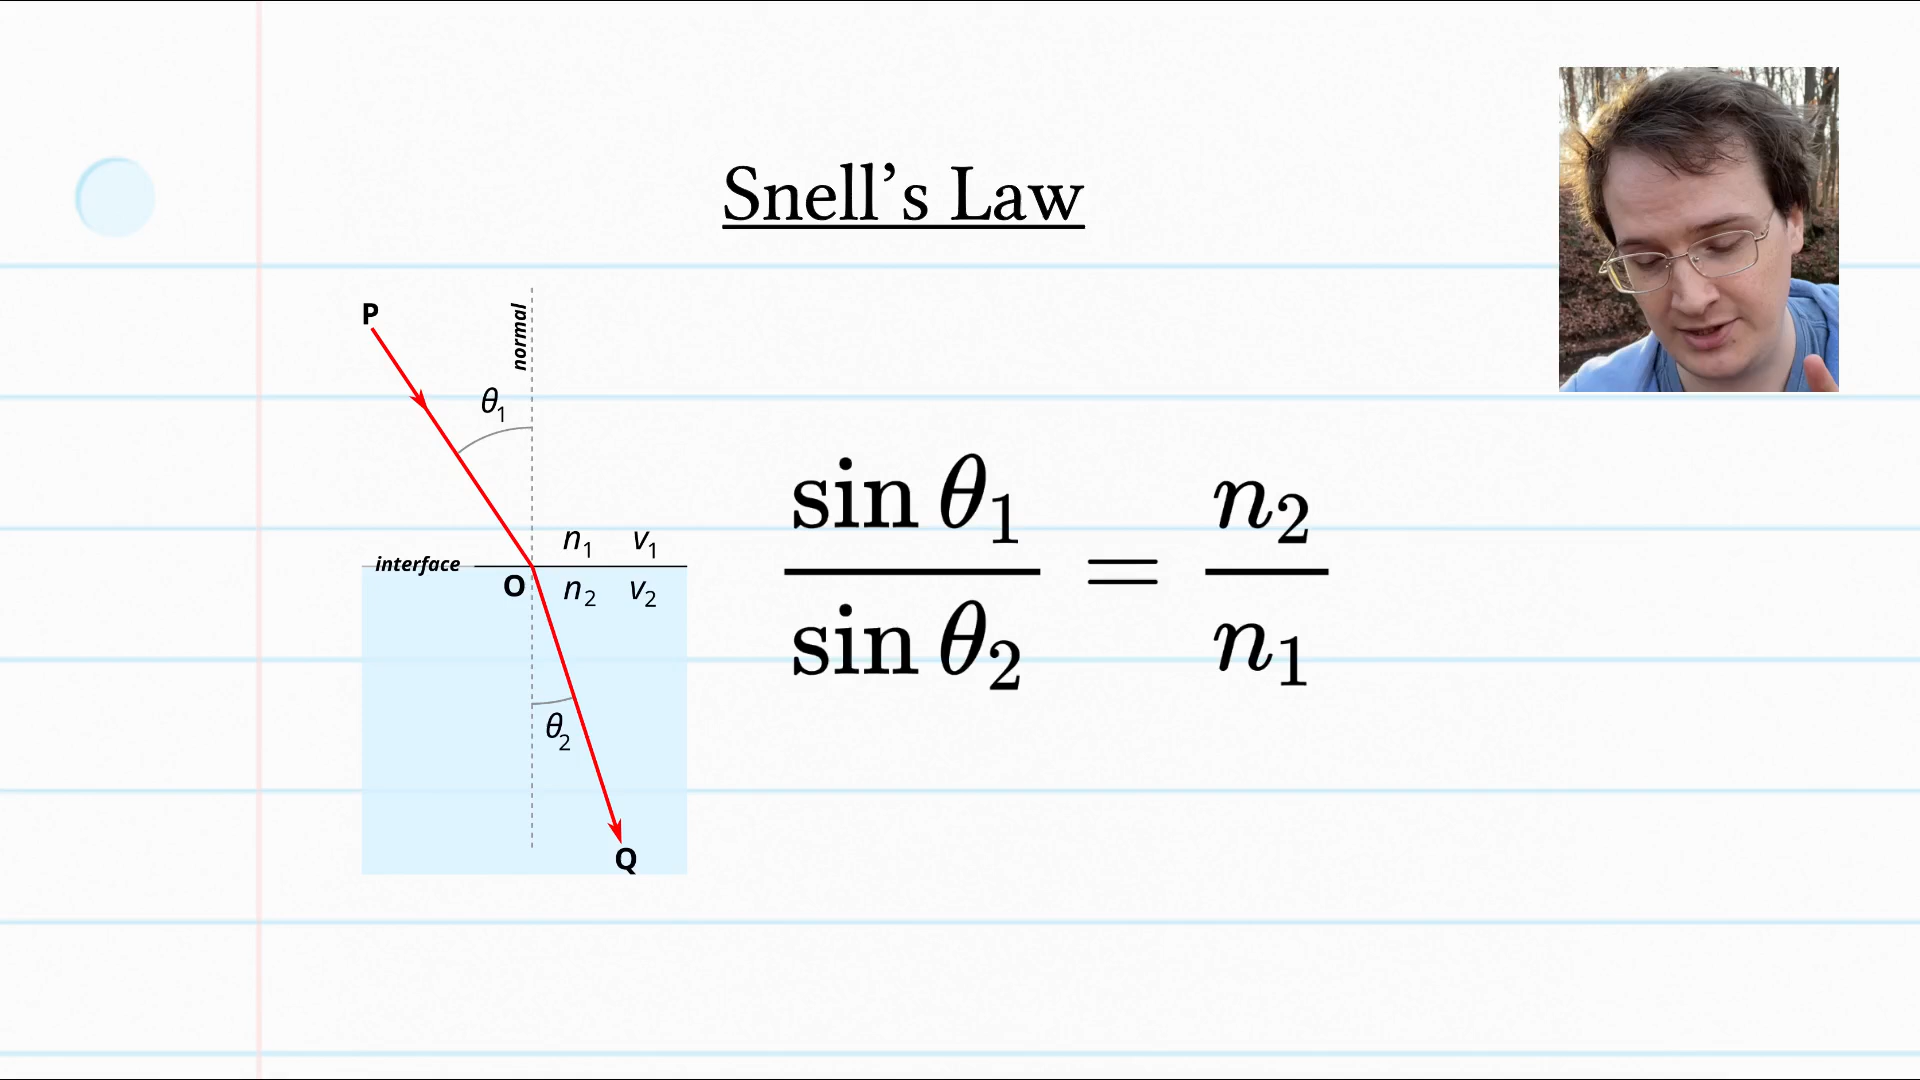 Snell’s Law
P
normal
θ1
n1 v1
interface
O
n2 v2
θ2
Q
sin θ1 / sin θ2 = n2 / n1